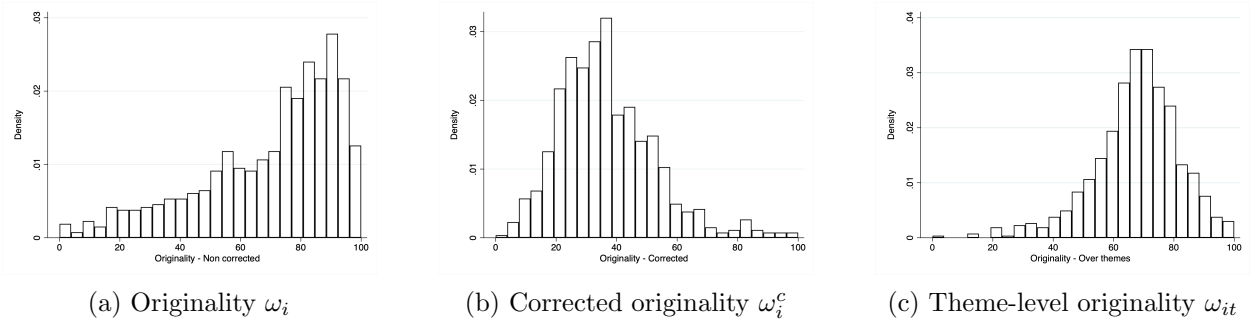 .03
.02
.01
0
Density
0 20 40 60 80 100
Originality - Non corrected
(a) Originality ωᵢ
.03
.02
.01
0
Density
0 20 40 60 80 100
Originality - Corrected
(b) Corrected originality ωᵢᶜ
.04
.03
.02
.01
0
Density
0 20 40 60 80 100
Originality - Over themes
(c) Theme-level originality ωᵢₜ